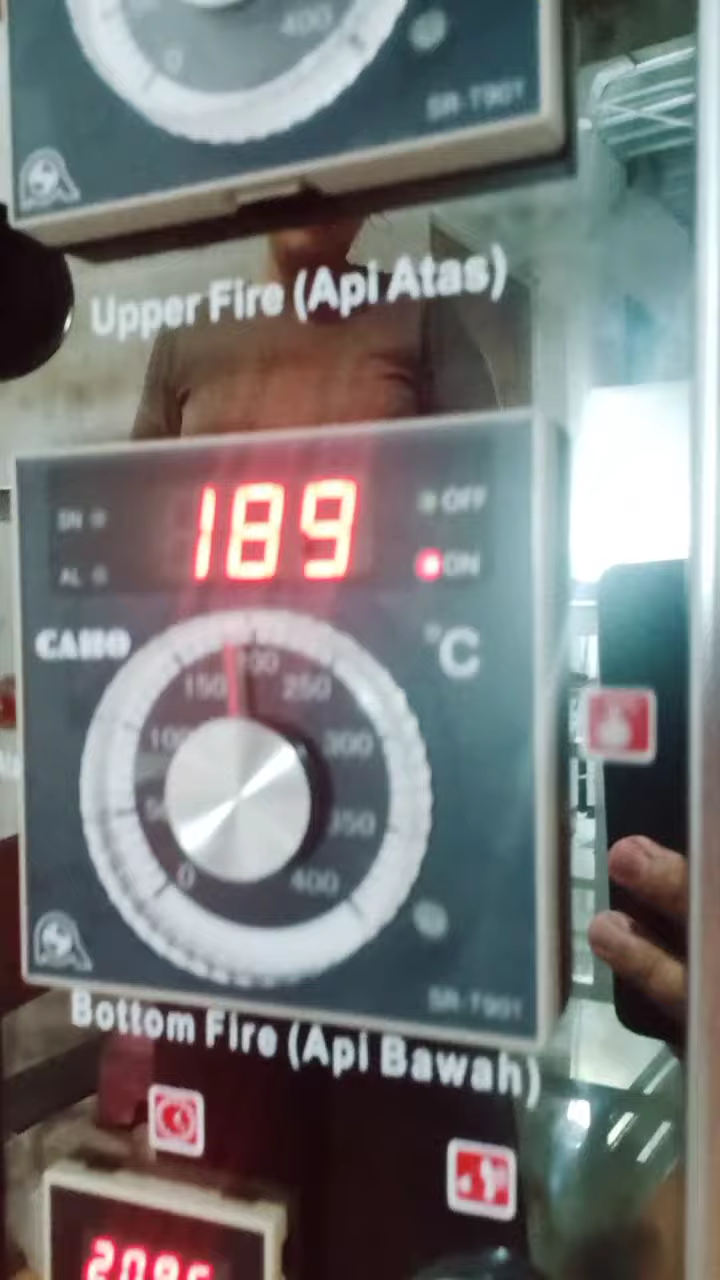 0
400
SR-T901
Upper Fire (Api Atas)
189
OFF
AL
ON
CAHO
°C
200
150
250
100
300
50
350
0
400
SR-T901
Bottom Fire (Api Bawah)